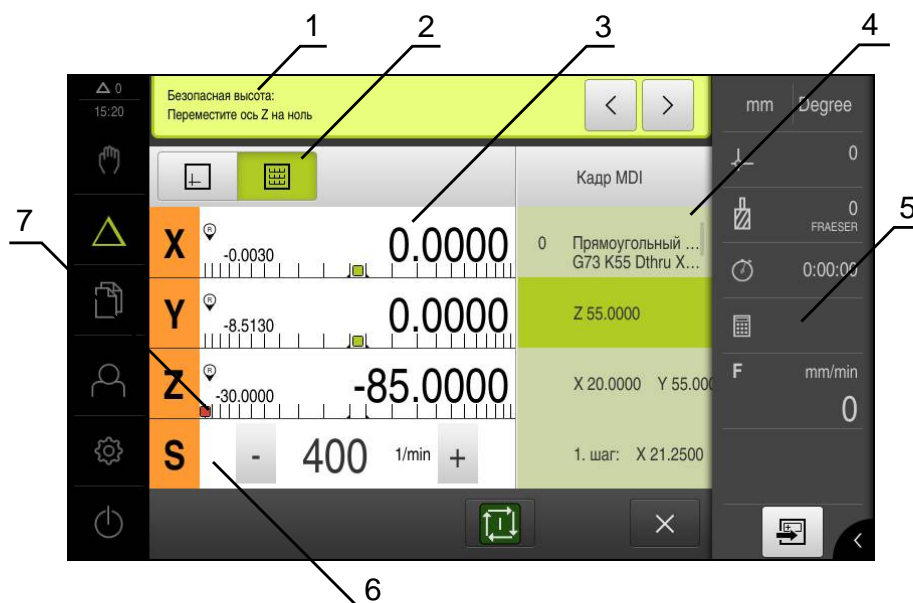 1
2
3
4
0
15:20
Безопасная высота:
Переместите ось Z на ноль
< >
mm Degree
0
Кадр MDI
7
5
0
FRAESER
X
R
-0.0030
0.0000
0 Прямоугольный ...
G73 K55 Dthru X...
0:00:00
Y
R
-8.5130
0.0000
Z 55.0000
Z
R
-30.0000
-85.0000
X 20.0000 Y 55.000
F mm/min
0
S
- 400 1/min +
1. шаг: X 21.2500
6